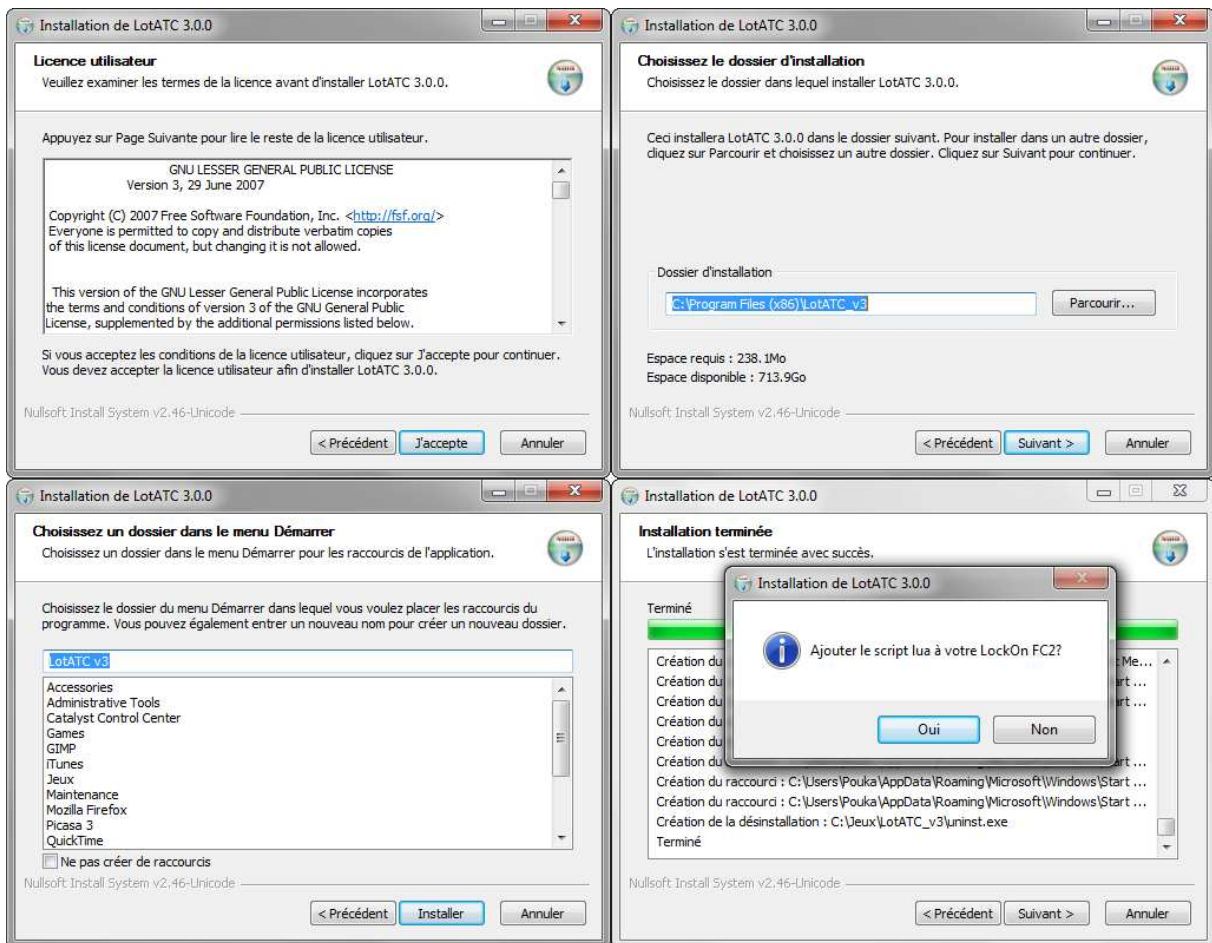 Installation de LotATC 3.0.0
Licence utilisateur
Veuillez examiner les termes de la licence avant d'installer LotATC 3.0.0.
Appuyez sur Page Suivante pour lire le reste de la licence utilisateur.
GNU LESSER GENERAL PUBLIC LICENSE
Version 3, 29 June 2007
Copyright (C) 2007 Free Software Foundation, Inc. <http://fsf.org/>
Everyone is permitted to copy and distribute verbatim copies
of this license document, but changing it is not allowed.
This version of the GNU Lesser General Public License incorporates
the terms and conditions of version 3 of the GNU General Public
License, supplemented by the additional permissions listed below.
Si vous acceptez les conditions de la licence utilisateur, cliquez sur J'accepte pour continuer.
Vous devez accepter la licence utilisateur afin d'installer LotATC 3.0.0.
Nullsoft Install System v2.46-Unicode
< Précédent J'accepte Annuler
Installation de LotATC 3.0.0
Choisissez le dossier d'installation
Choisissez le dossier dans lequel installer LotATC 3.0.0.
Ceci installera LotATC 3.0.0 dans le dossier suivant. Pour installer dans un autre dossier,
cliquez sur Parcourir et choisissez un autre dossier. Cliquez sur Suivant pour continuer.
Dossier d'installation
C:\Program Files (x86)\LotATC_v3 Parcourir...
Espace requis : 238.1Mo
Espace disponible : 713.9Go
Nullsoft Install System v2.46-Unicode
< Précédent Suivant > Annuler
Installation de LotATC 3.0.0
Choisissez un dossier dans le menu Démarrer
Choisissez un dossier dans le menu Démarrer pour les raccourcis de l'application.
Choisissez le dossier du menu Démarrer dans lequel vous voulez placer les raccourcis du
programme. Vous pouvez également entrer un nouveau nom pour créer un nouveau dossier.
LotATC v3
Accessories
Administrative Tools
Catalyst Control Center
Games
GIMP
iTunes
Jeux
Maintenance
Mozilla Firefox
Picasa 3
QuickTime
Ne pas créer de raccourcis
Nullsoft Install System v2.46-Unicode
< Précédent Installer Annuler
Installation de LotATC 3.0.0
Installation terminée
L'installation s'est terminée avec succès.
Installation de LotATC 3.0.0
Terminé
Ajouter le script lua à votre LockOn FC2?
Oui Non
Création du
Création du
Création du
Création du
Création du
Création du
Création du raccourci : C:\Users\Pouka\AppData\Roaming\Microsoft\Windows\Start ...
Création du raccourci : C:\Users\Pouka\AppData\Roaming\Microsoft\Windows\Start ...
Création de la désinstallation : C:\Jeux\LotATC_v3\uninst.exe
Terminé
Nullsoft Install System v2.46-Unicode
< Précédent Suivant > Annuler